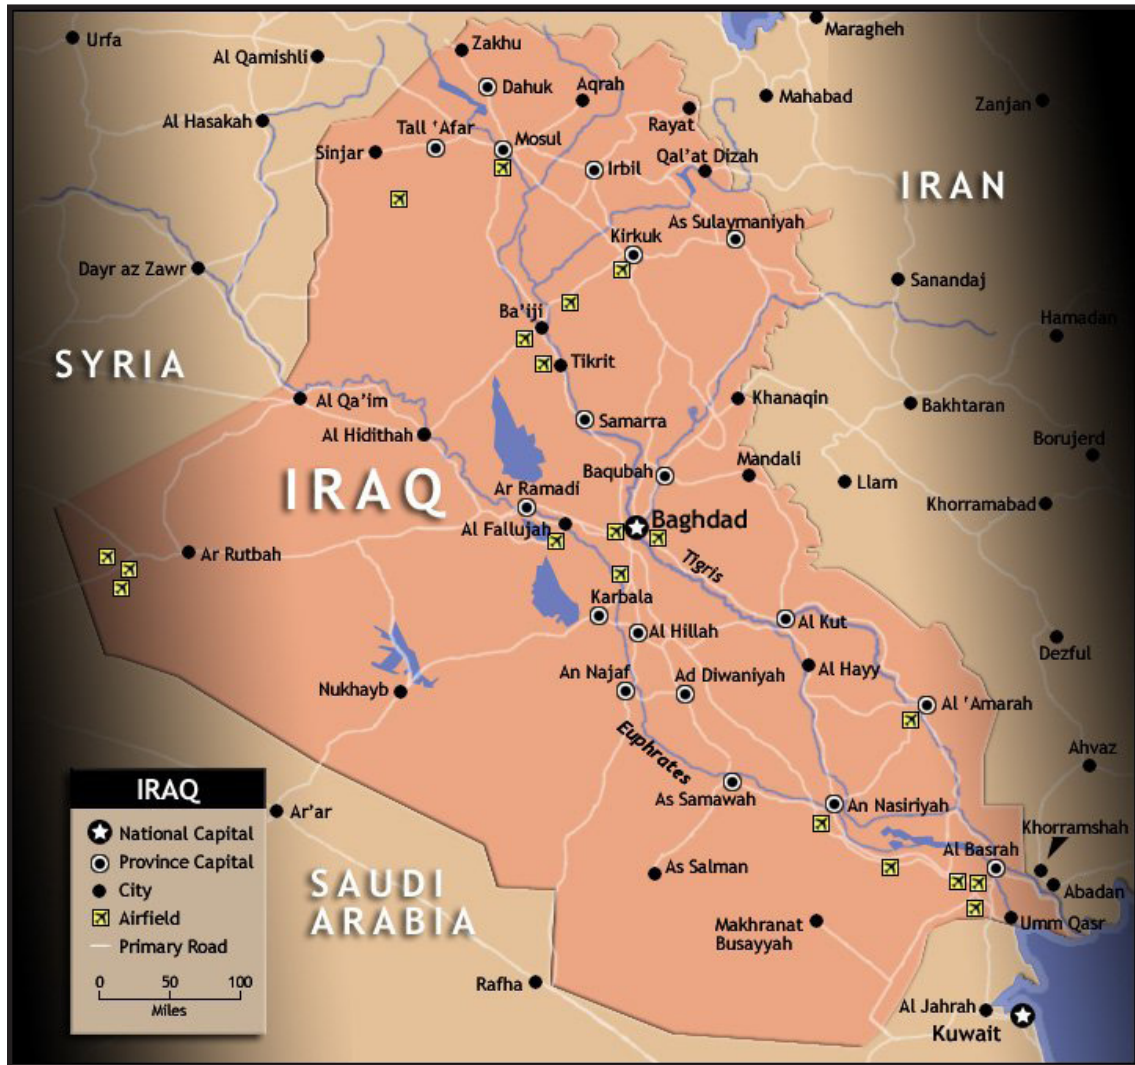 Urfa
Al Qamishli
Zakhu
Maragheh
Dahuk
Aqrah
Mahabad
Zanjan
Al Hasakah
Tall 'Afar
Mosul
Rayat
Sinjar
Irbil
Qal'at Dizah
IRAN
As Sulaymaniyah
Kirkuk
Dayr az Zawr
Sanandaj
Ba'iji
Hamadan
SYRIA
Tikrit
Al Qa'im
Khanaqin
Bakhtaran
Samarra
Al Hidithah
Borujerd
IRAQ
Baqubah
Mandali
Llam
Ar Ramadi
Khorramabad
Al Fallujah
Baghdad
Ar Rutbah
Tigris
Karbala
Al Hillah
Al Kut
Dezful
An Najaf
Ad Diwaniyah
Al Hayy
Nukhayb
Al 'Amarah
Euphrates
Ahvaz
As Samawah
An Nasiriyah
Ar'ar
Khorramshah
Al Basrah
As Salman
Abadan
SAUDI
ARABIA
Makhranat
Busayyah
Umm Qasr
Rafha
Al Jahrah
Kuwait
IRAQ
National Capital
Province Capital
City
Airfield
Primary Road
0 50 100
Miles